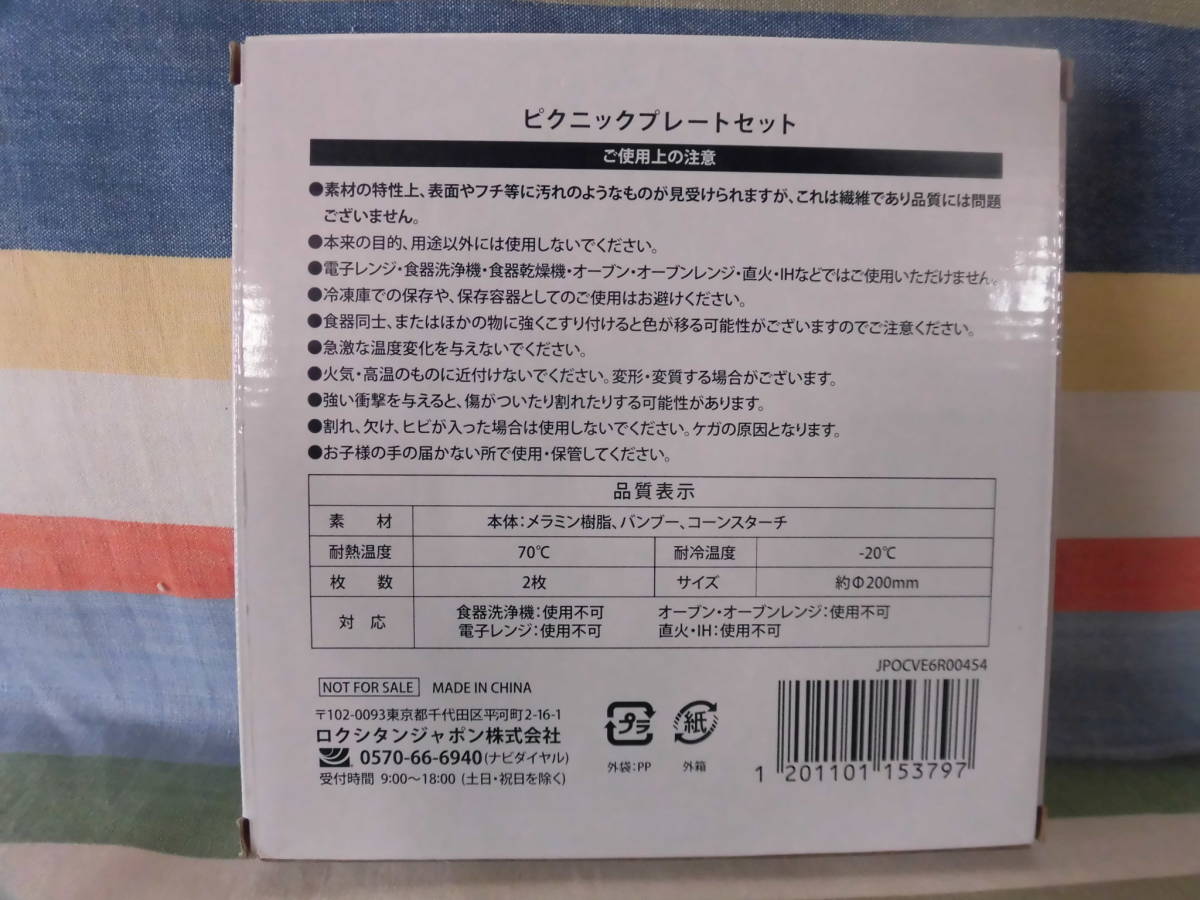 ピクニックプレートセット
ご使用上の注意
●素材の特性上、表面やフチ等に汚れのようなものが見受けられますが、これは繊維であり品質には問題
ございません。
●本来の目的、用途以外には使用しないでください。
●電子レンジ・食器洗浄機・食器乾燥機・オーブン・オーブンレンジ・直火・IHなどではご使用いただけません。
●冷凍庫での保存や、保存容器としてのご使用はお避けください。
●食器同士、またはほかの物に強くこすり付けると色が移る可能性がございますのでご注意ください。
●急激な温度変化を与えないでください。
●火気・高温のものに近付けないでください。変形・変質する場合がございます。
●強い衝撃を与えると、傷がついたり割れたりする可能性があります。
●割れ、欠け、ヒビが入った場合は使用しないでください。ケガの原因となります。
●お子様の手の届かない所で使用・保管してください。
品質表示
素 材 本体:メラミン樹脂、バンブー、コーンスターチ
耐熱温度 70℃ 耐冷温度 -20℃
枚 数 2枚 サイズ 約Φ200mm
対 応 食器洗浄機:使用不可 オーブン・オーブンレンジ:使用不可
電子レンジ:使用不可 直火・IH:使用不可
JPOCVE6R00454
NOT FOR SALE MADE IN CHINA
〒102-0093東京都千代田区平河町2-16-1
ロクシタンジャポン株式会社
0570-66-6940(ナビダイヤル)
受付時間 9:00～18:00 (土日・祝日を除く)
プラ 紙
外袋:PP 外箱
1 201101 153797